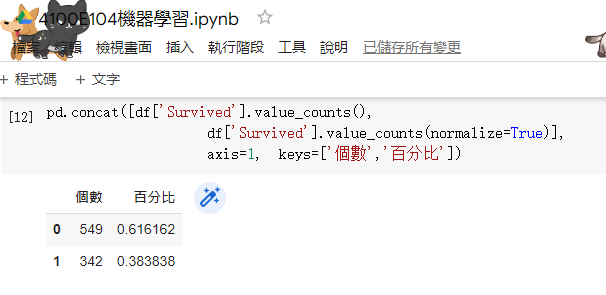 4100E104機器學習.ipynb
檔案 編輯 檢視畫面 插入 執行階段 工具 說明 已儲存所有變更
+ 程式碼 + 文字
[12] pd.concat([df['Survived'].value_counts(),
df['Survived'].value_counts(normalize=True)],
axis=1, keys=['個數','百分比'])
個數 百分比
0 549 0.616162
1 342 0.383838